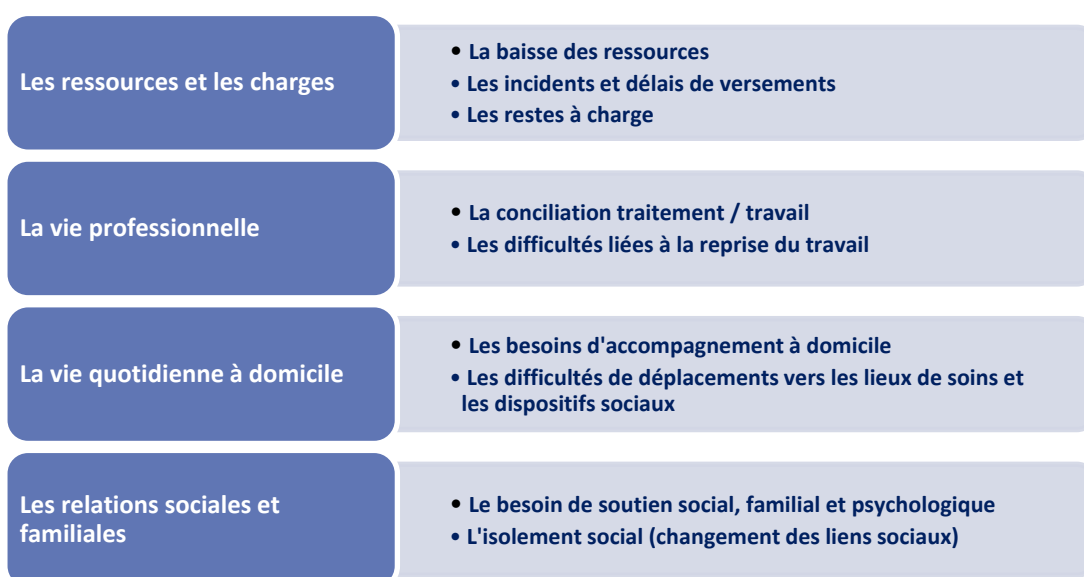 Les ressources et les charges
• La baisse des ressources
• Les incidents et délais de versements
• Les restes à charge
La vie professionnelle
• La conciliation traitement / travail
• Les difficultés liées à la reprise du travail
La vie quotidienne à domicile
• Les besoins d'accompagnement à domicile
• Les difficultés de déplacements vers les lieux de soins et
les dispositifs sociaux
Les relations sociales et
familiales
• Le besoin de soutien social, familial et psychologique
• L'isolement social (changement des liens sociaux)